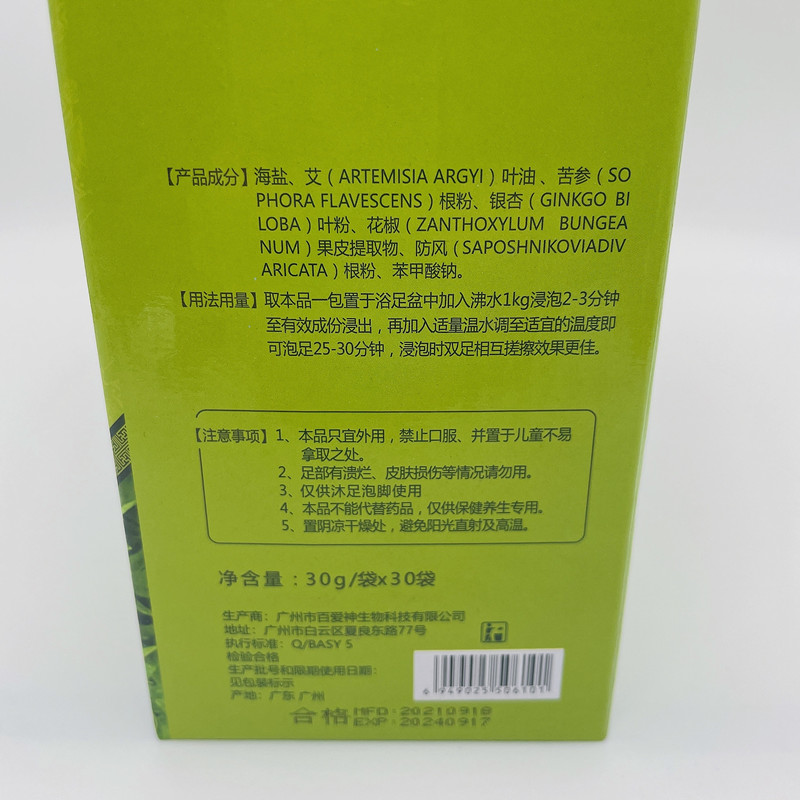 【产品成分】海盐、艾（ARTEMISIA ARGYI）叶油、苦参（SO
PHORA FLAVESCENS）根粉、银杏（GINKGO BI
LOBA）叶粉、花椒（ZANTHOXYLUM BUNGEA
NUM）果皮提取物、防风（SAPOSHNIKOVIADIV
ARICATA）根粉、苯甲酸钠。
【用法用量】取本品一包置于浴足盆中加入沸水1kg浸泡2-3分钟
至有效成份浸出，再加入适量温水调至适宜的温度即
可泡足25-30分钟，浸泡时双足相互搓擦效果更佳。
【注意事项】1、本品只宜外用，禁止口服、并置于儿童不易
拿取之处。
2、足部有溃烂、皮肤损伤等情况请勿用。
3、仅供沐足泡脚使用
4、本品不能代替药品，仅供保健养生专用。
5、置阴凉干燥处，避免阳光直射及高温。
净含量：30g/袋x30袋
生产商：广州市百爱神生物科技有限公司
地址：广州市白云区夏良东路77号
执行标准：Q/BASY 5
检验合格
生产批号和限期使用日期：
见包装标示
产地：广东 广州
6 949025 506101
合格 MFD：20210918
EXP：20240917